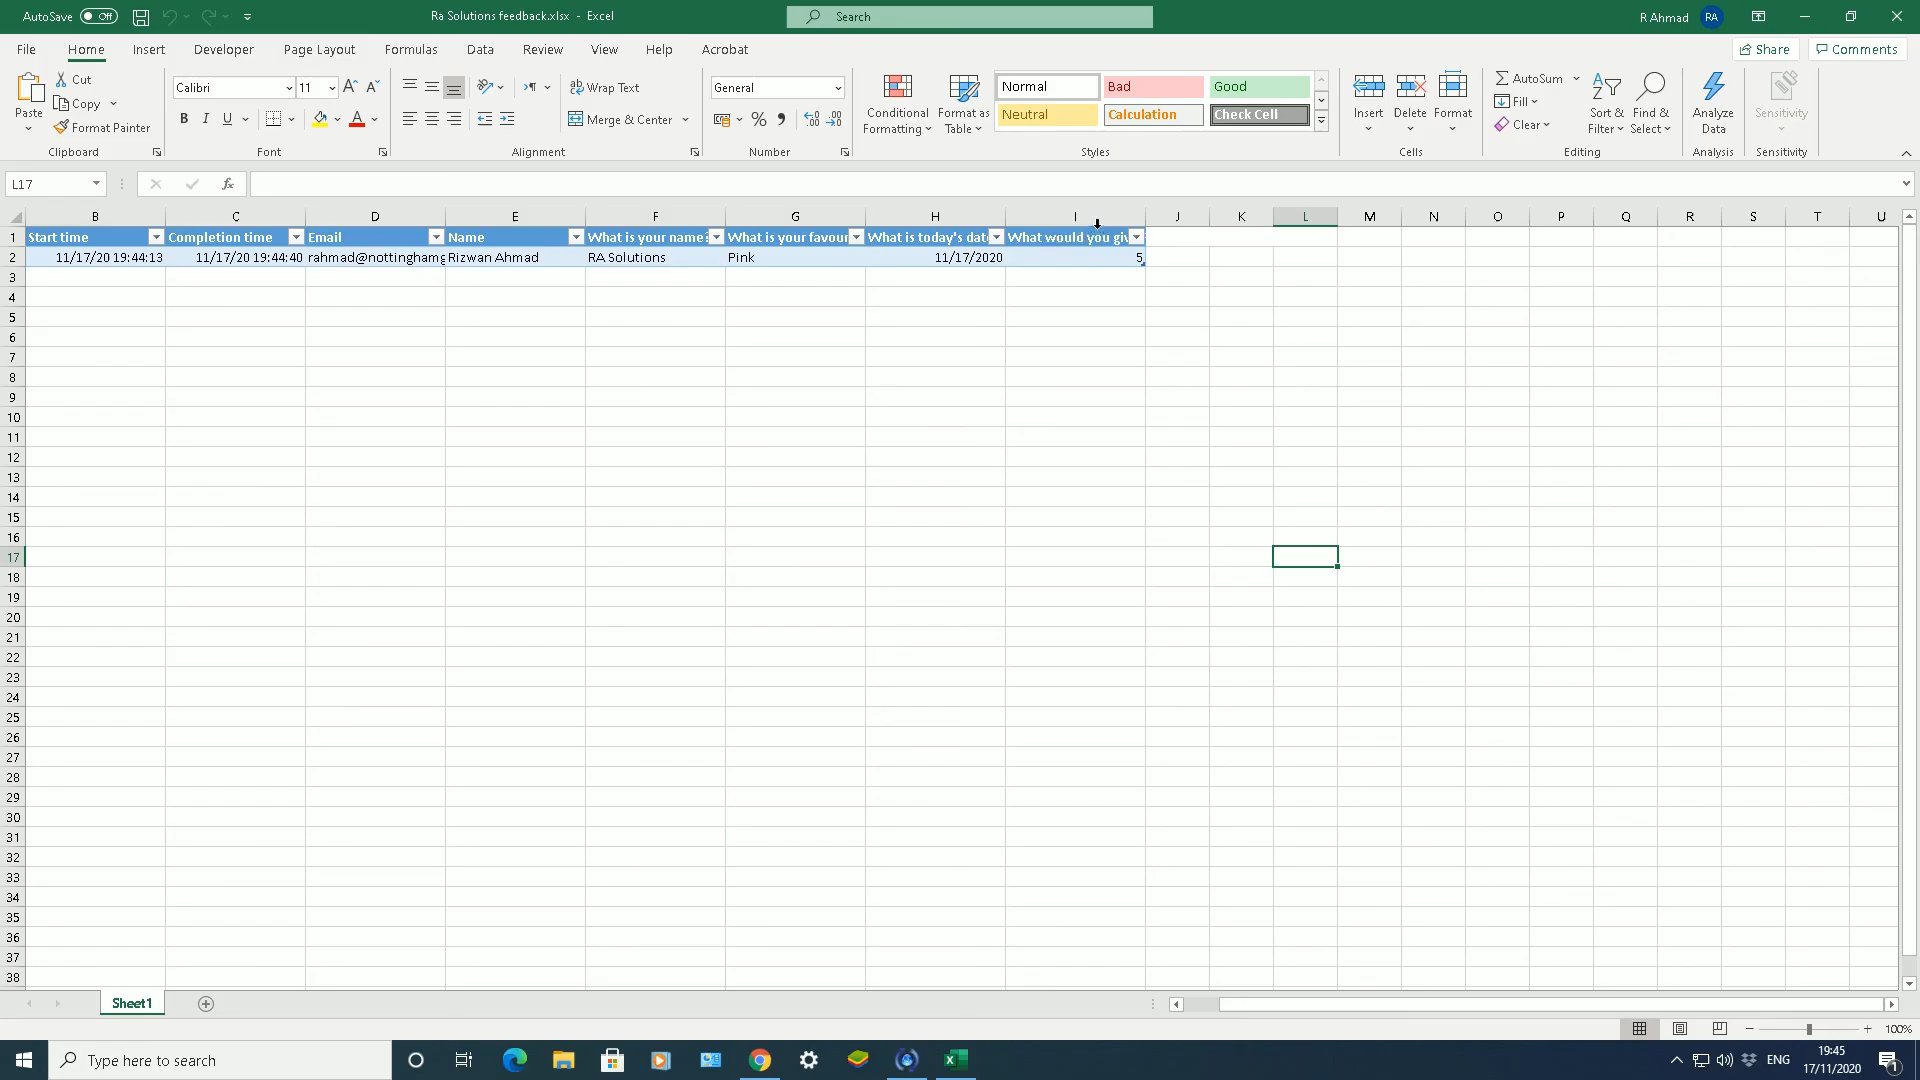 AutoSave Off Ra Solutions feedback.xlsx - Excel Search R Ahmad RA
File Home Insert Developer Page Layout Formulas Data Review View Help Acrobat Share Comments
Paste Cut Copy Format Painter Clipboard
Calibri 11 B I U A A A Font
Wrap Text Merge & Center Alignment
General % Number
Conditional Formatting Format as Table
Normal Bad Good
Neutral Calculation Check Cell
Styles
Insert Delete Format Cells
AutoSum Fill Clear Sort & Filter Find & Select Editing
Analyze Data Analysis
Sensitivity Sensitivity
L17 fx
B C D E F G H I J K L M N O P Q R S T U
1 Start time Completion time Email Name What is your name? What is your favour What is today's dat What would you giv
2 11/17/20 19:44:13 11/17/20 19:44:40 rahmad@nottinghamg Rizwan Ahmad RA Solutions Pink 11/17/2020 5
3
4
5
6
7
8
9
10
11
12
13
14
15
16
17
18
19
20
21
22
23
24
25
26
27
28
29
30
31
32
33
34
35
36
37
38
Sheet1
100%
Type here to search ENG 19:45
17/11/2020 1